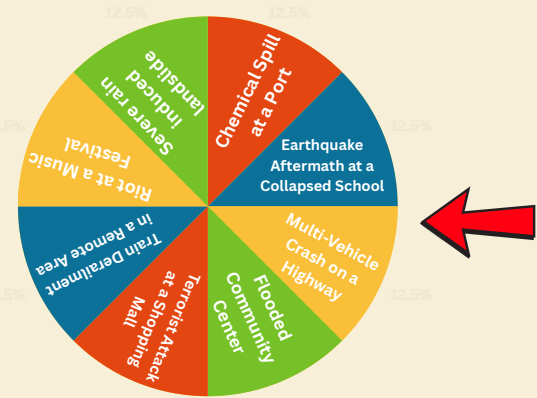 12.5%
12.5%
Chemical Spill
at a Port
Earthquake
Aftermath at a
Collapsed School
12.5%
Multi-Vehicle
Crash on a
Highway
12.5%
Flooded
Community
Center
Terrorist Attack
at a Shopping
Mall
Train Derailment
in a Remote Area
.5%
Riot at a Music
Festival
.5%
Severe rain
induced
landslide